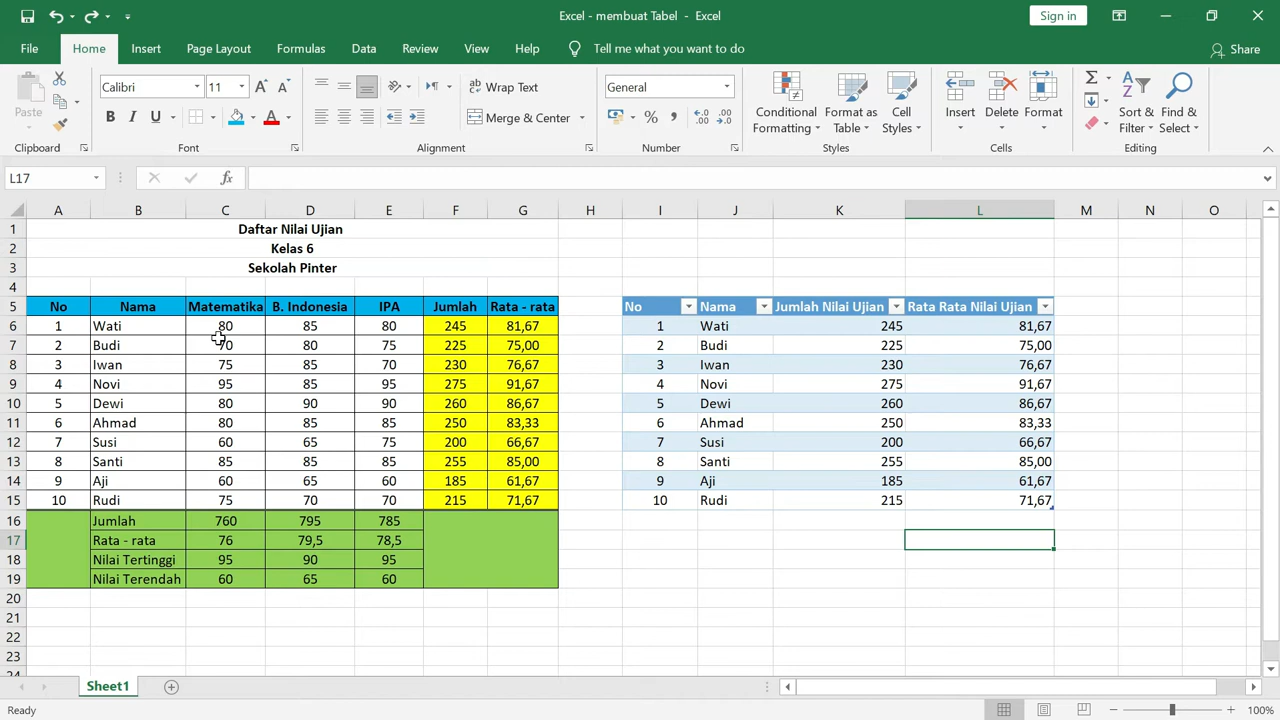 Excel - membuat Tabel - Excel
Sign in
File Home Insert Page Layout Formulas Data Review View Help Tell me what you want to do Share
Paste
Calibri 11
B I U
Wrap Text
Merge & Center
General
Conditional Formatting
Format as Table
Cell Styles
Insert
Delete
Format
Sort & Filter
Find & Select
Clipboard Font Alignment Number Styles Cells Editing
L17 fx
A B C D E F G H I J K L M N O
1 Daftar Nilai Ujian
2 Kelas 6
3 Sekolah Pinter
4
5 No Nama Matematika B. Indonesia IPA Jumlah Rata - rata No Nama Jumlah Nilai Ujian Rata Rata Nilai Ujian
6 1 Wati 80 85 80 245 81,67 1 Wati 245 81,67
7 2 Budi 70 80 75 225 75,00 2 Budi 225 75,00
8 3 Iwan 75 85 70 230 76,67 3 Iwan 230 76,67
9 4 Novi 95 85 95 275 91,67 4 Novi 275 91,67
10 5 Dewi 80 90 90 260 86,67 5 Dewi 260 86,67
11 6 Ahmad 80 85 85 250 83,33 6 Ahmad 250 83,33
12 7 Susi 60 65 75 200 66,67 7 Susi 200 66,67
13 8 Santi 85 85 85 255 85,00 8 Santi 255 85,00
14 9 Aji 60 65 60 185 61,67 9 Aji 185 61,67
15 10 Rudi 75 70 70 215 71,67 10 Rudi 215 71,67
16 Jumlah 760 795 785
17 Rata - rata 76 79,5 78,5
18 Nilai Tertinggi 95 90 95
19 Nilai Terendah 60 65 60
20
21
22
23
Sheet1
Ready 100%